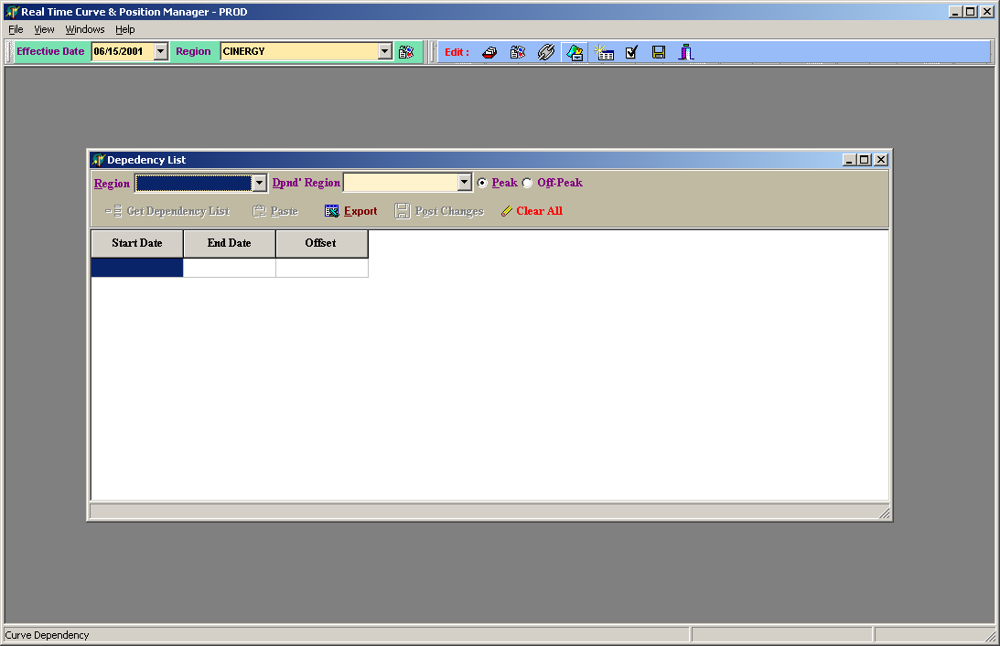 Real Time Curve & Position Manager - PROD
File View Windows Help
Effective Date 06/15/2001 Region CINERGY Edit :
Depedency List
Region Dpnd' Region Peak Off-Peak
Get Dependency List Paste Export Post Changes Clear All
Start Date End Date Offset
Curve Dependency